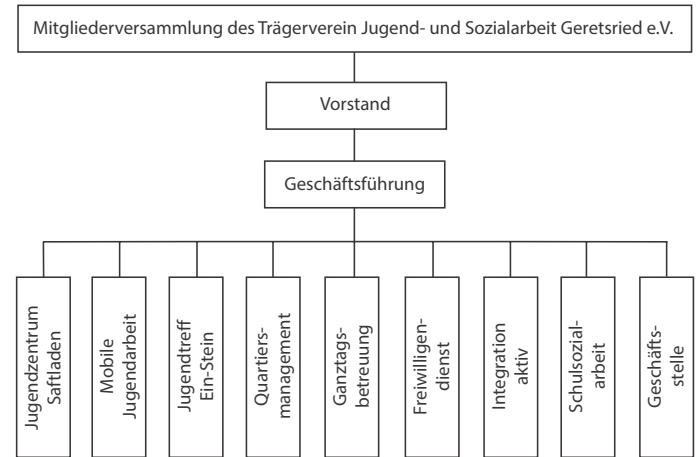 Mitgliederversammlung des Trägerverein Jugend- und Sozialarbeit Geretsried e.V.
Vorstand
Geschäftsführung
Jugendzentrum
Saftladen
Mobile
Jugendarbeit
Jugendtreff
Ein-Stein
Quartiers-
management
Ganztags-
betreuung
Freiwilligen-
dienst
Integration
aktiv
Schulsozial-
arbeit
Geschäfts-
stelle